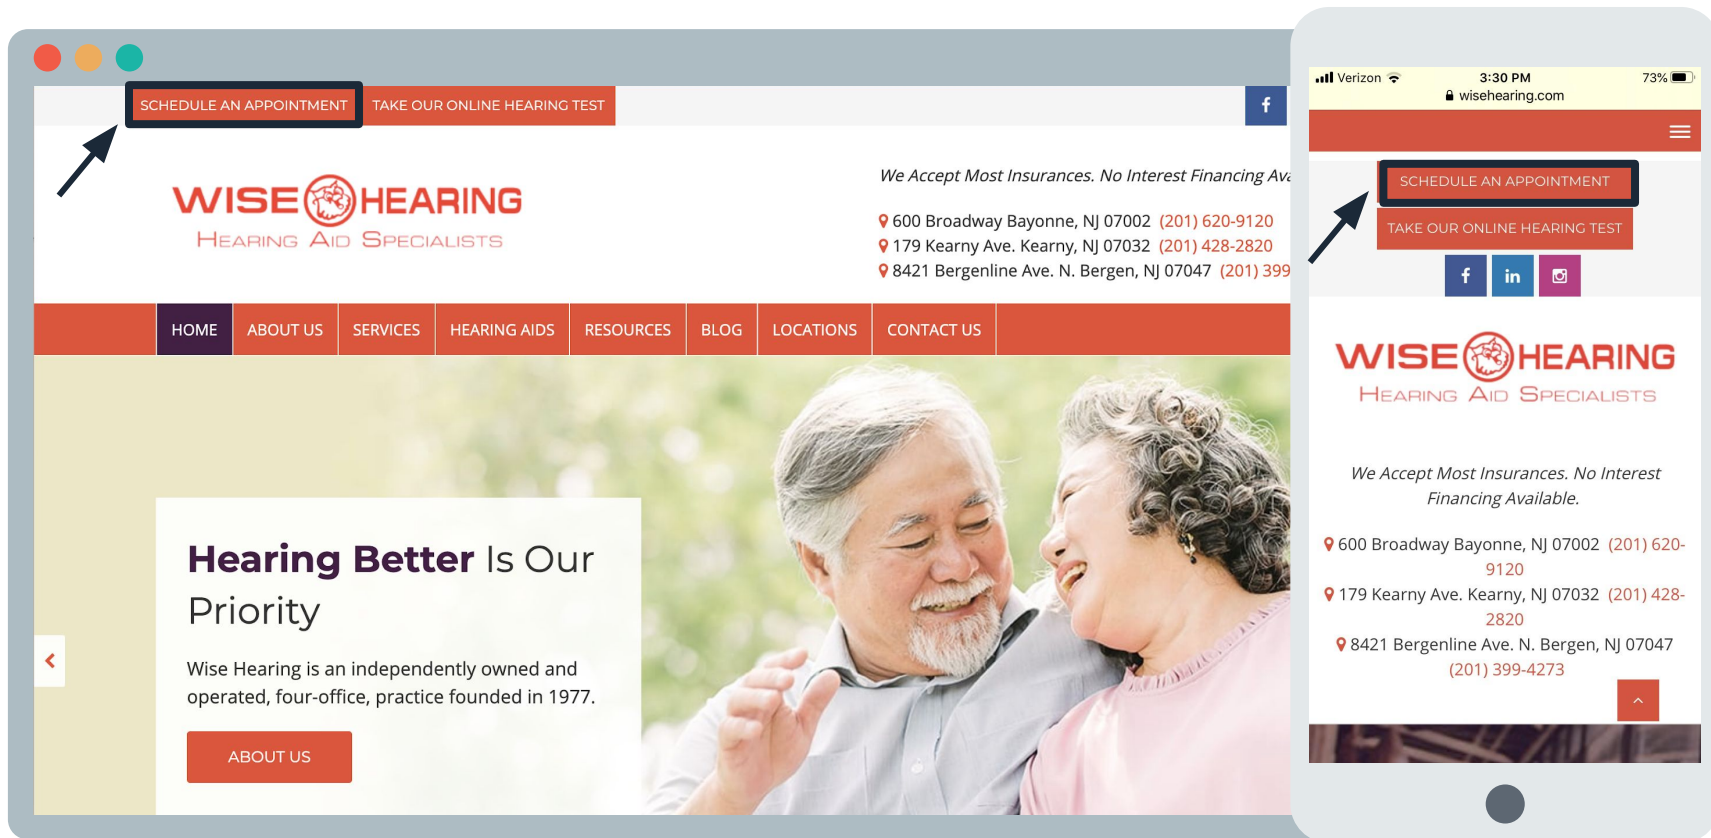 SCHEDULE AN APPOINTMENT TAKE OUR ONLINE HEARING TEST
f
WISE HEARING
HEARING AID SPECIALISTS
We Accept Most Insurances. No Interest Financing Ava
600 Broadway Bayonne, NJ 07002 (201) 620-9120
179 Kearny Ave. Kearny, NJ 07032 (201) 428-2820
8421 Bergenline Ave. N. Bergen, NJ 07047 (201) 399
HOME ABOUT US SERVICES HEARING AIDS RESOURCES BLOG LOCATIONS CONTACT US
Hearing Better Is Our
Priority
Wise Hearing is an independently owned and
operated, four-office, practice founded in 1977.
ABOUT US
Verizon 3:30 PM 73%
wisehearing.com
SCHEDULE AN APPOINTMENT
TAKE OUR ONLINE HEARING TEST
f in
WISE HEARING
HEARING AID SPECIALISTS
We Accept Most Insurances. No Interest
Financing Available.
600 Broadway Bayonne, NJ 07002 (201) 620-
9120
179 Kearny Ave. Kearny, NJ 07032 (201) 428-
2820
8421 Bergenline Ave. N. Bergen, NJ 07047
(201) 399-4273